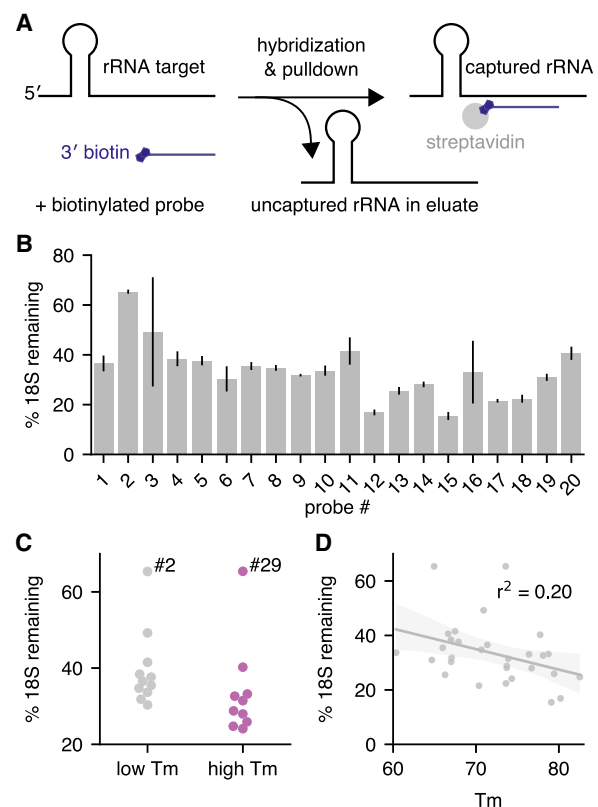 A
hybridization
& pulldown
rRNA target
captured rRNA
5′
streptavidin
3′ biotin
+ biotinylated probe
uncaptured rRNA in eluate
B
% 18S remaining
80
60
40
20
0
1 2 3 4 5 6 7 8 9 10 11 12 13 14 15 16 17 18 19 20
probe #
C
% 18S remaining
60
40
20
#2
#29
low Tm
high Tm
D
% 18S remaining
60
40
20
0
r² = 0.20
60 70 80
Tm